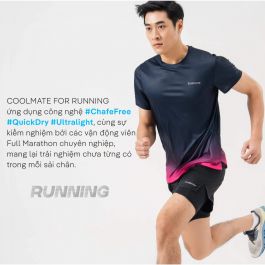 COOLMATE FOR RUNNING
ứng dụng công nghệ #ChafeFree
#QuickDry #Ultralight, cùng sự
kiểm nghiệm bởi các vận động viên
Full Marathon chuyên nghiệp,
mang lại trải nghiệm chưa từng có
trong mỗi sải chân.
RUNNING